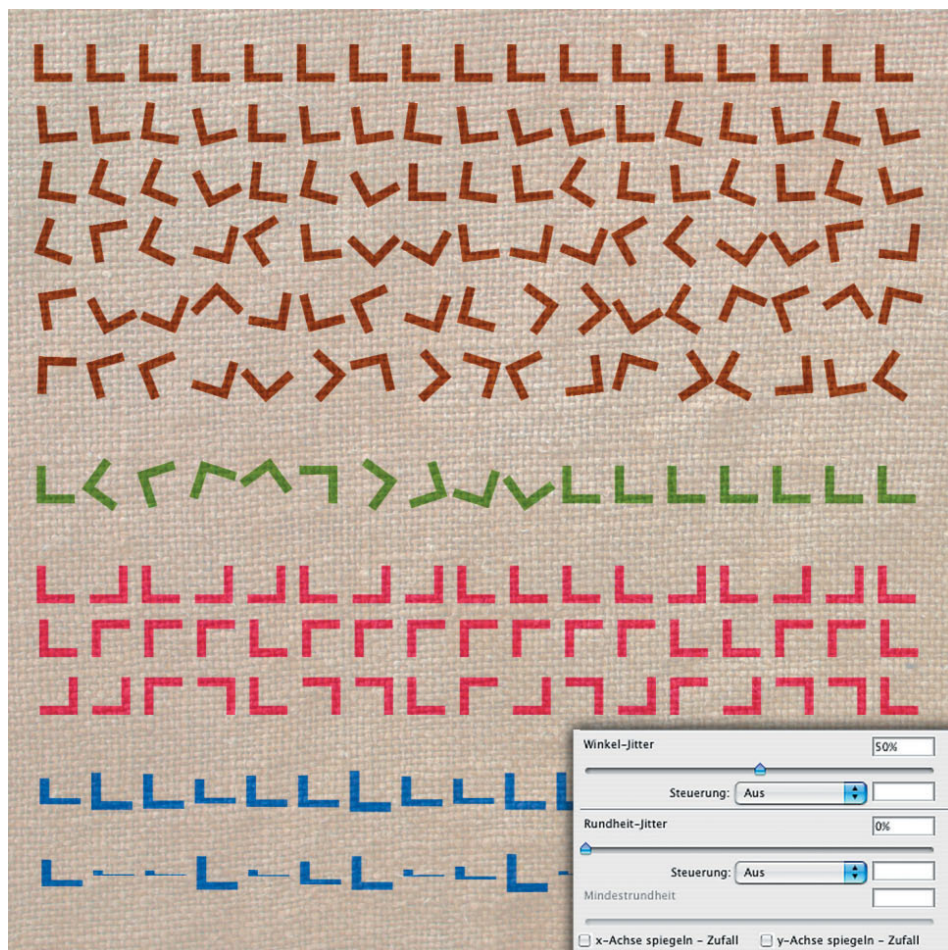 Winkel-Jitter 50%
Steuerung: Aus
Rundheit-Jitter 0%
Steuerung: Aus
Mindestrundheit
x-Achse spiegeln - Zufall y-Achse spiegeln - Zufall